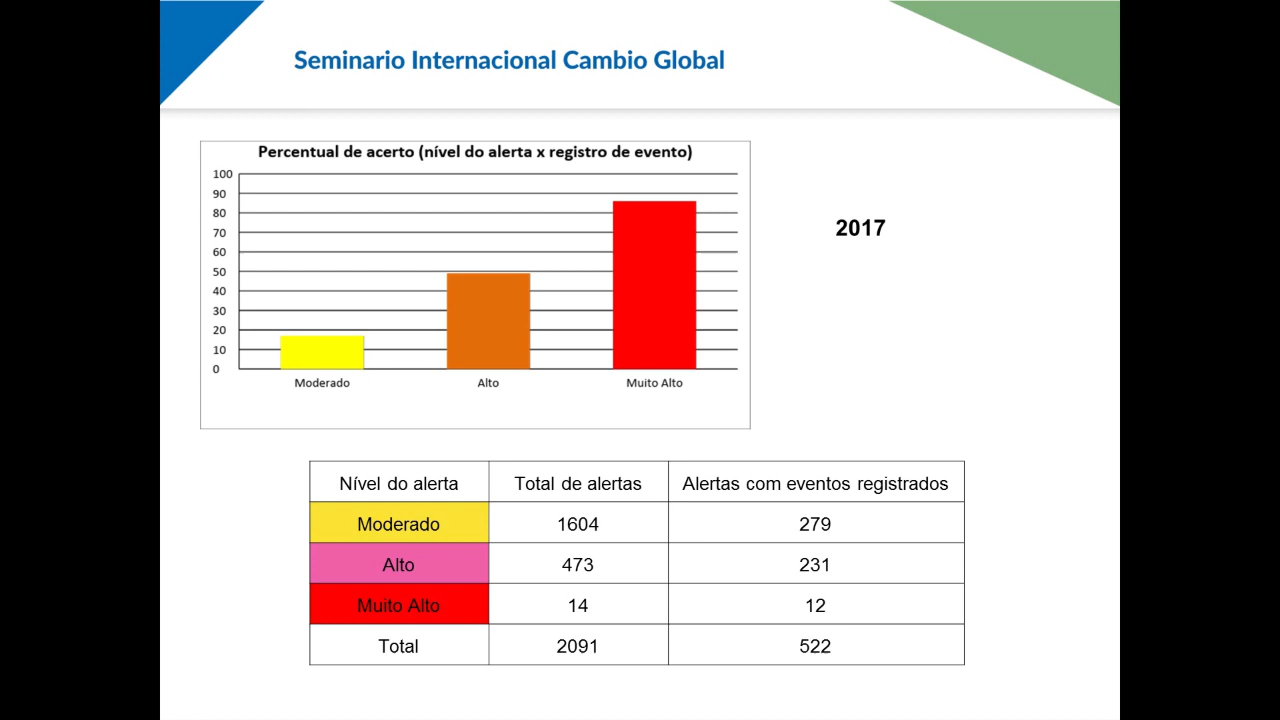 Seminario Internacional Cambio Global
Percentual de acerto (nível do alerta x registro de evento)
100
90
80
70
60
50
40
30
20
10
0
Moderado Alto Muito Alto
2017
Nível do alerta Total de alertas Alertas com eventos registrados
Moderado 1604 279
Alto 473 231
Muito Alto 14 12
Total 2091 522